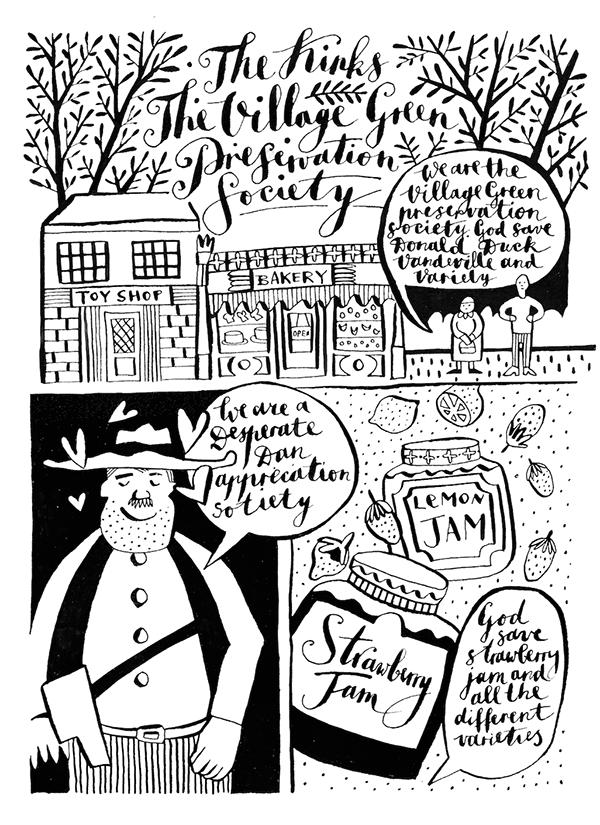 The Kinks
The Village Green
Preservation
Society
We are the
village Green
preservation
society God save
Donald Duck
Vaudeville and
variety
TOY SHOP
BAKERY
OPEN
We are a
Desperate
Dan
apprecation
society
LEMON
JAM
Strawberry
Jam
God
save
strawberry
jam and
all the
different
varieties